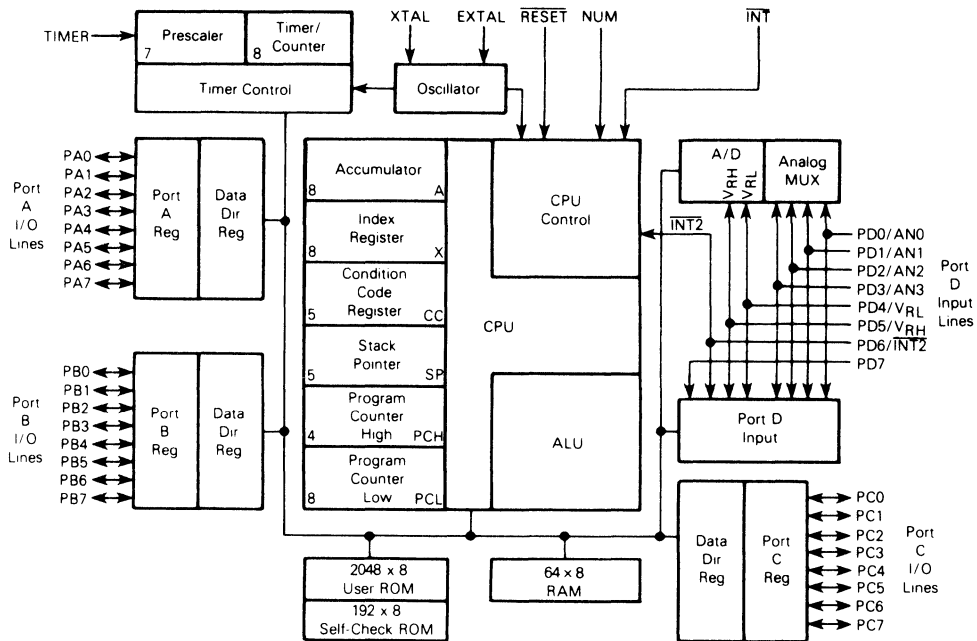 XTAL EXTAL RESET NUM INT
TIMER
Prescaler
7
Timer/
Counter
8
Timer Control
Oscillator
Port
A
I/O
Lines
PA0
PA1
PA2
PA3
PA4
PA5
PA6
PA7
Port
A
Reg
Data
Dir
Reg
Accumulator
8 A
Index
Register
8 X
Condition
Code
Register
5 CC
Stack
Pointer
5 SP
Program
Counter
High
4 PCH
Program
Counter
Low
8 PCL
CPU
CPU
Control
ALU
INT2
A/D
VRH
VRL
Analog
MUX
PD0/AN0
PD1/AN1
PD2/AN2
PD3/AN3
PD4/VRL
PD5/VRH
PD6/INT2
PD7
Port
D
Input
Lines
Port D
Input
Port
B
I/O
Lines
PB0
PB1
PB2
PB3
PB4
PB5
PB6
PB7
Port
B
Reg
Data
Dir
Reg
2048 x 8
User ROM
192 x 8
Self-Check ROM
64 x 8
RAM
Data
Dir
Reg
Port
C
Reg
PC0
PC1
PC2
PC3
PC4
PC5
PC6
PC7
Port
C
I/O
Lines